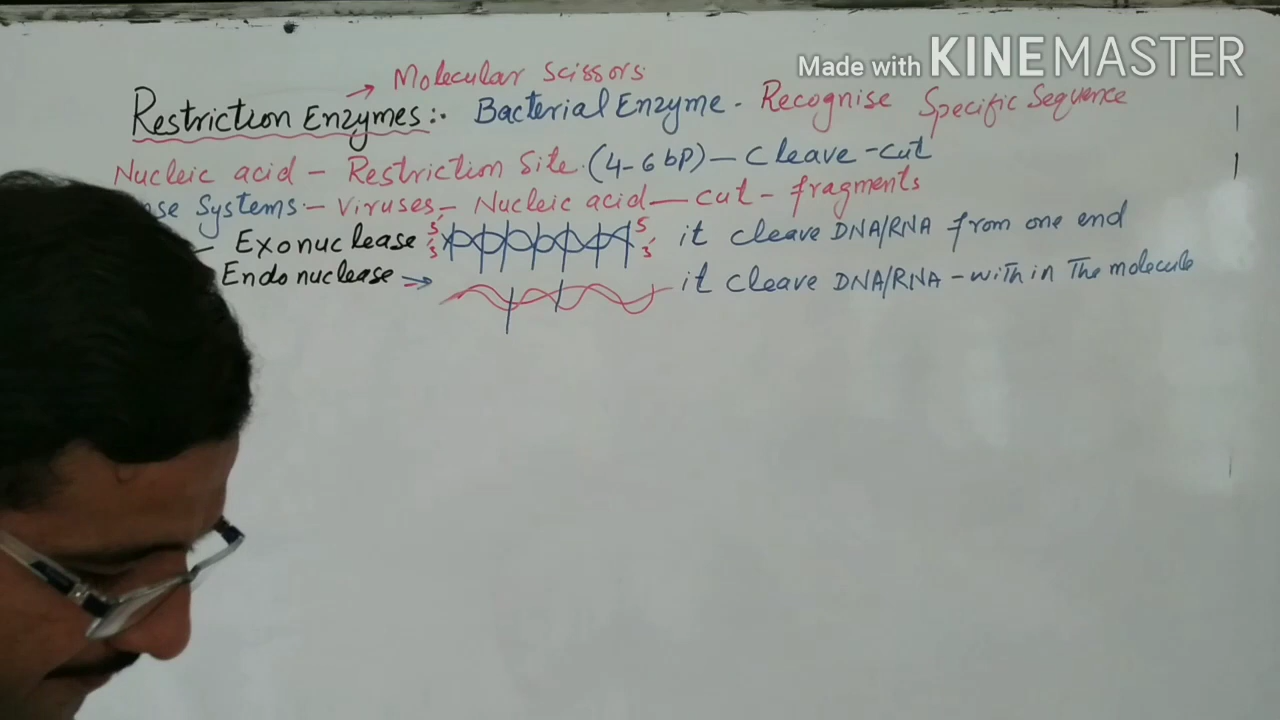 Made with KINEMASTER
→ Molecular Scissors
Restriction Enzymes:- Bacterial Enzyme - Recognise Specific Sequence
Nucleic acid - Restriction Site (4-6 bp) - Cleave - cut
Systems - Viruses - Nucleic acid - cut - fragments
- Exonuclease it cleave DNA/RNA from one end
Endonuclease → it cleave DNA/RNA - within The molecule